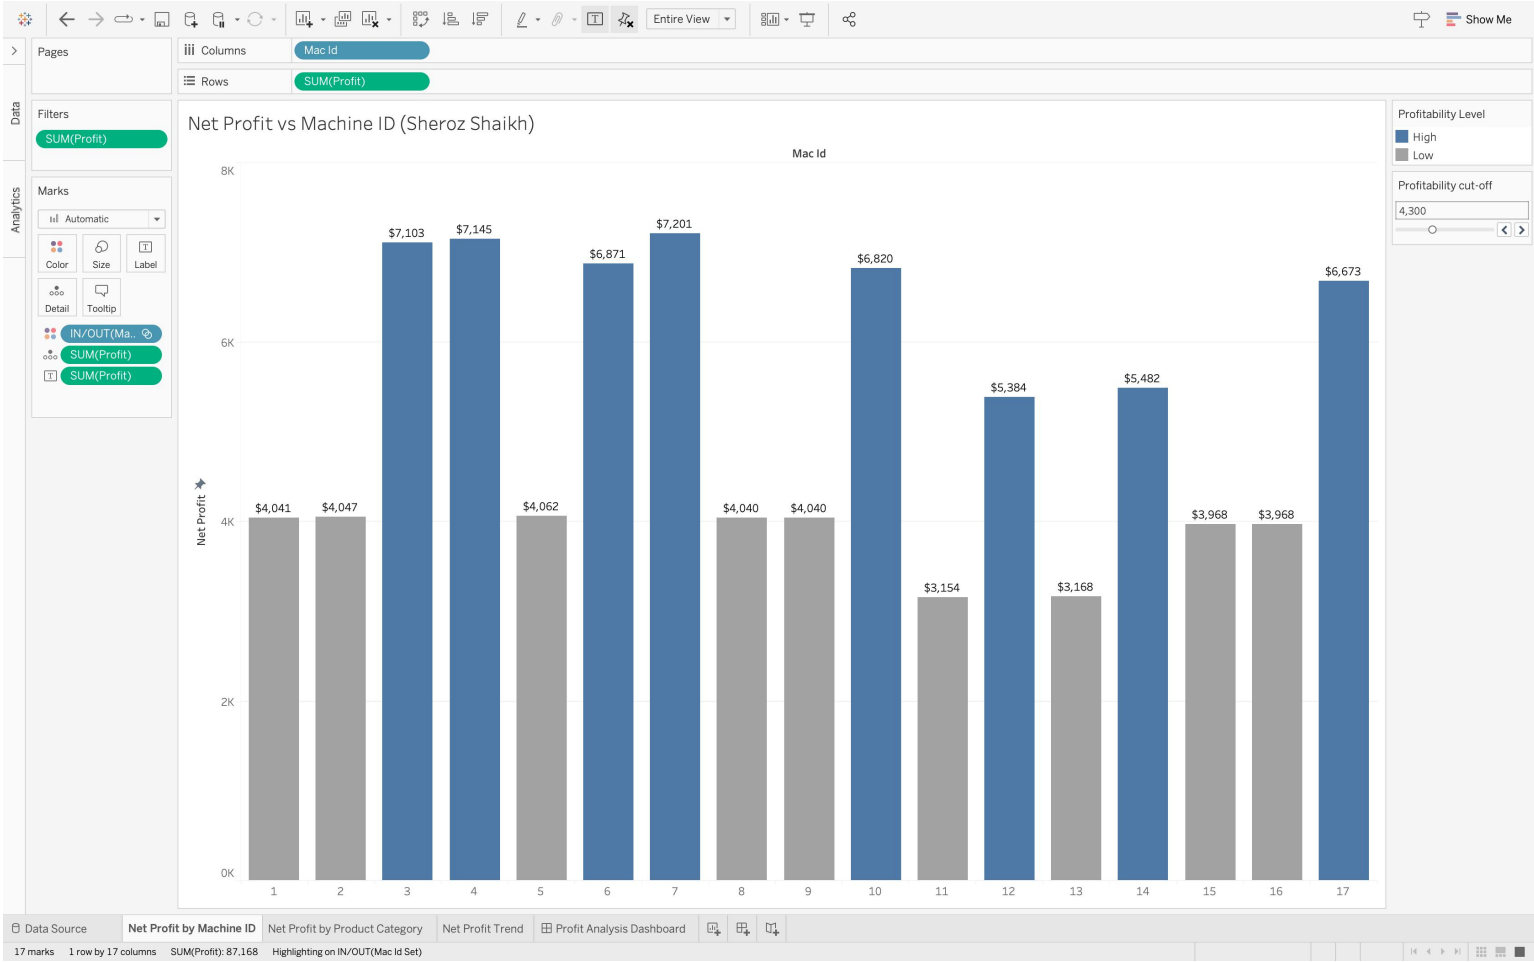 Entire View
Show Me
Pages
Columns
Mac Id
Rows
SUM(Profit)
Data
Analytics
Filters
SUM(Profit)
Marks
Automatic
Color
Size
T
Label
Detail
Tooltip
IN/OUT(Ma..
SUM(Profit)
T
SUM(Profit)
Net Profit vs Machine ID (Sheroz Shaikh)
Mac Id
Net Profit
8K
6K
4K
2K
0K
$4,041
$4,047
$7,103
$7,145
$4,062
$6,871
$7,201
$4,040
$4,040
$6,820
$3,154
$5,384
$3,168
$5,482
$3,968
$3,968
$6,673
1 2 3 4 5 6 7 8 9 10 11 12 13 14 15 16 17
Profitability Level
High
Low
Profitability cut-off
4,300
Data Source Net Profit by Machine ID Net Profit by Product Category Net Profit Trend Profit Analysis Dashboard
17 marks 1 row by 17 columns SUM(Profit): 87,168 Highlighting on IN/OUT(Mac Id Set)